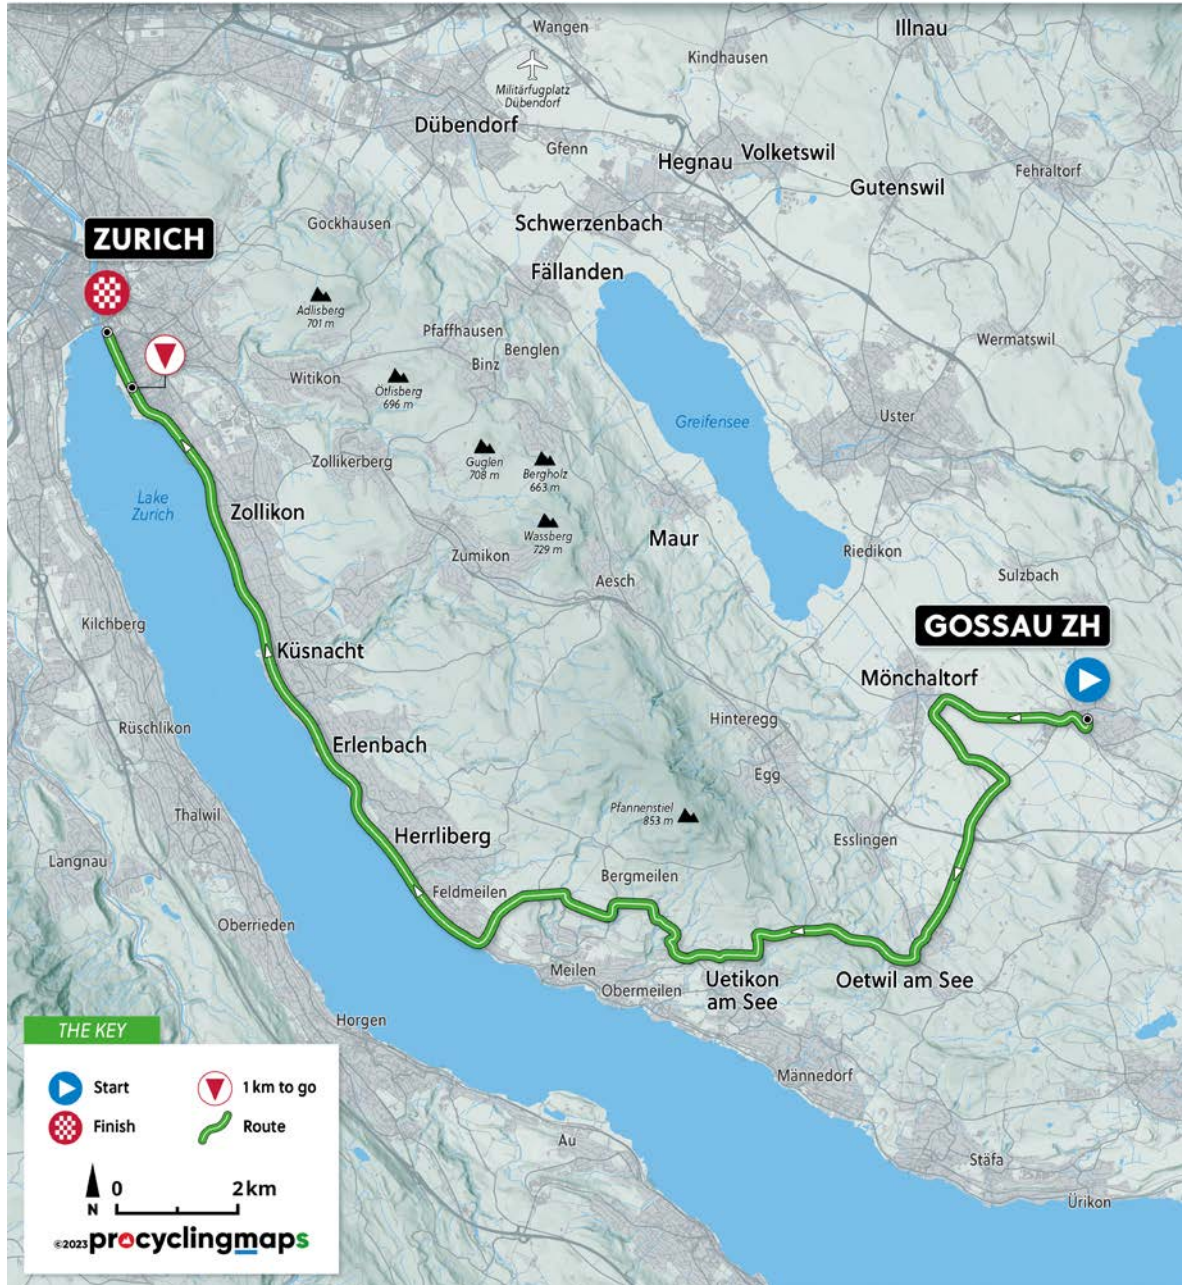 Wangen
Illnau
Kindhausen
Militärfugplatz
Dübendorf
Dübendorf
Gfenn
Hegnau
Volketswil
Fehraltorf
Gutenswil
Gockhausen
Schwerzenbach
ZURICH
Fällanden
Adlisberg
701 m
Pfaffhausen
Benglen
Binz
Wermatswil
Witikon
Ötlisberg
696 m
Greifensee
Uster
Zollikerberg
Guglen
708 m
Bergholz
663 m
Lake
Zurich
Zollikon
Wassberg
729 m
Maur
Zumikon
Riedikon
Aesch
Sulzbach
Kilchberg
GOSSAU ZH
Küsnacht
Mönchaltorf
Rüschlikon
Hinteregg
Erlenbach
Egg
Thalwil
Pfannenstiel
853 m
Herrliberg
Esslingen
Langnau
Bergmeilen
Feldmeilen
Oberrieden
Meilen
Obermeilen
Uetikon
am See
Oetwil am See
Horgen
Männedorf
Au
Stäfa
Ürikon
THE KEY
Start
1 km to go
Finish
Route
N
0 2 km
©2023 procyclingmaps